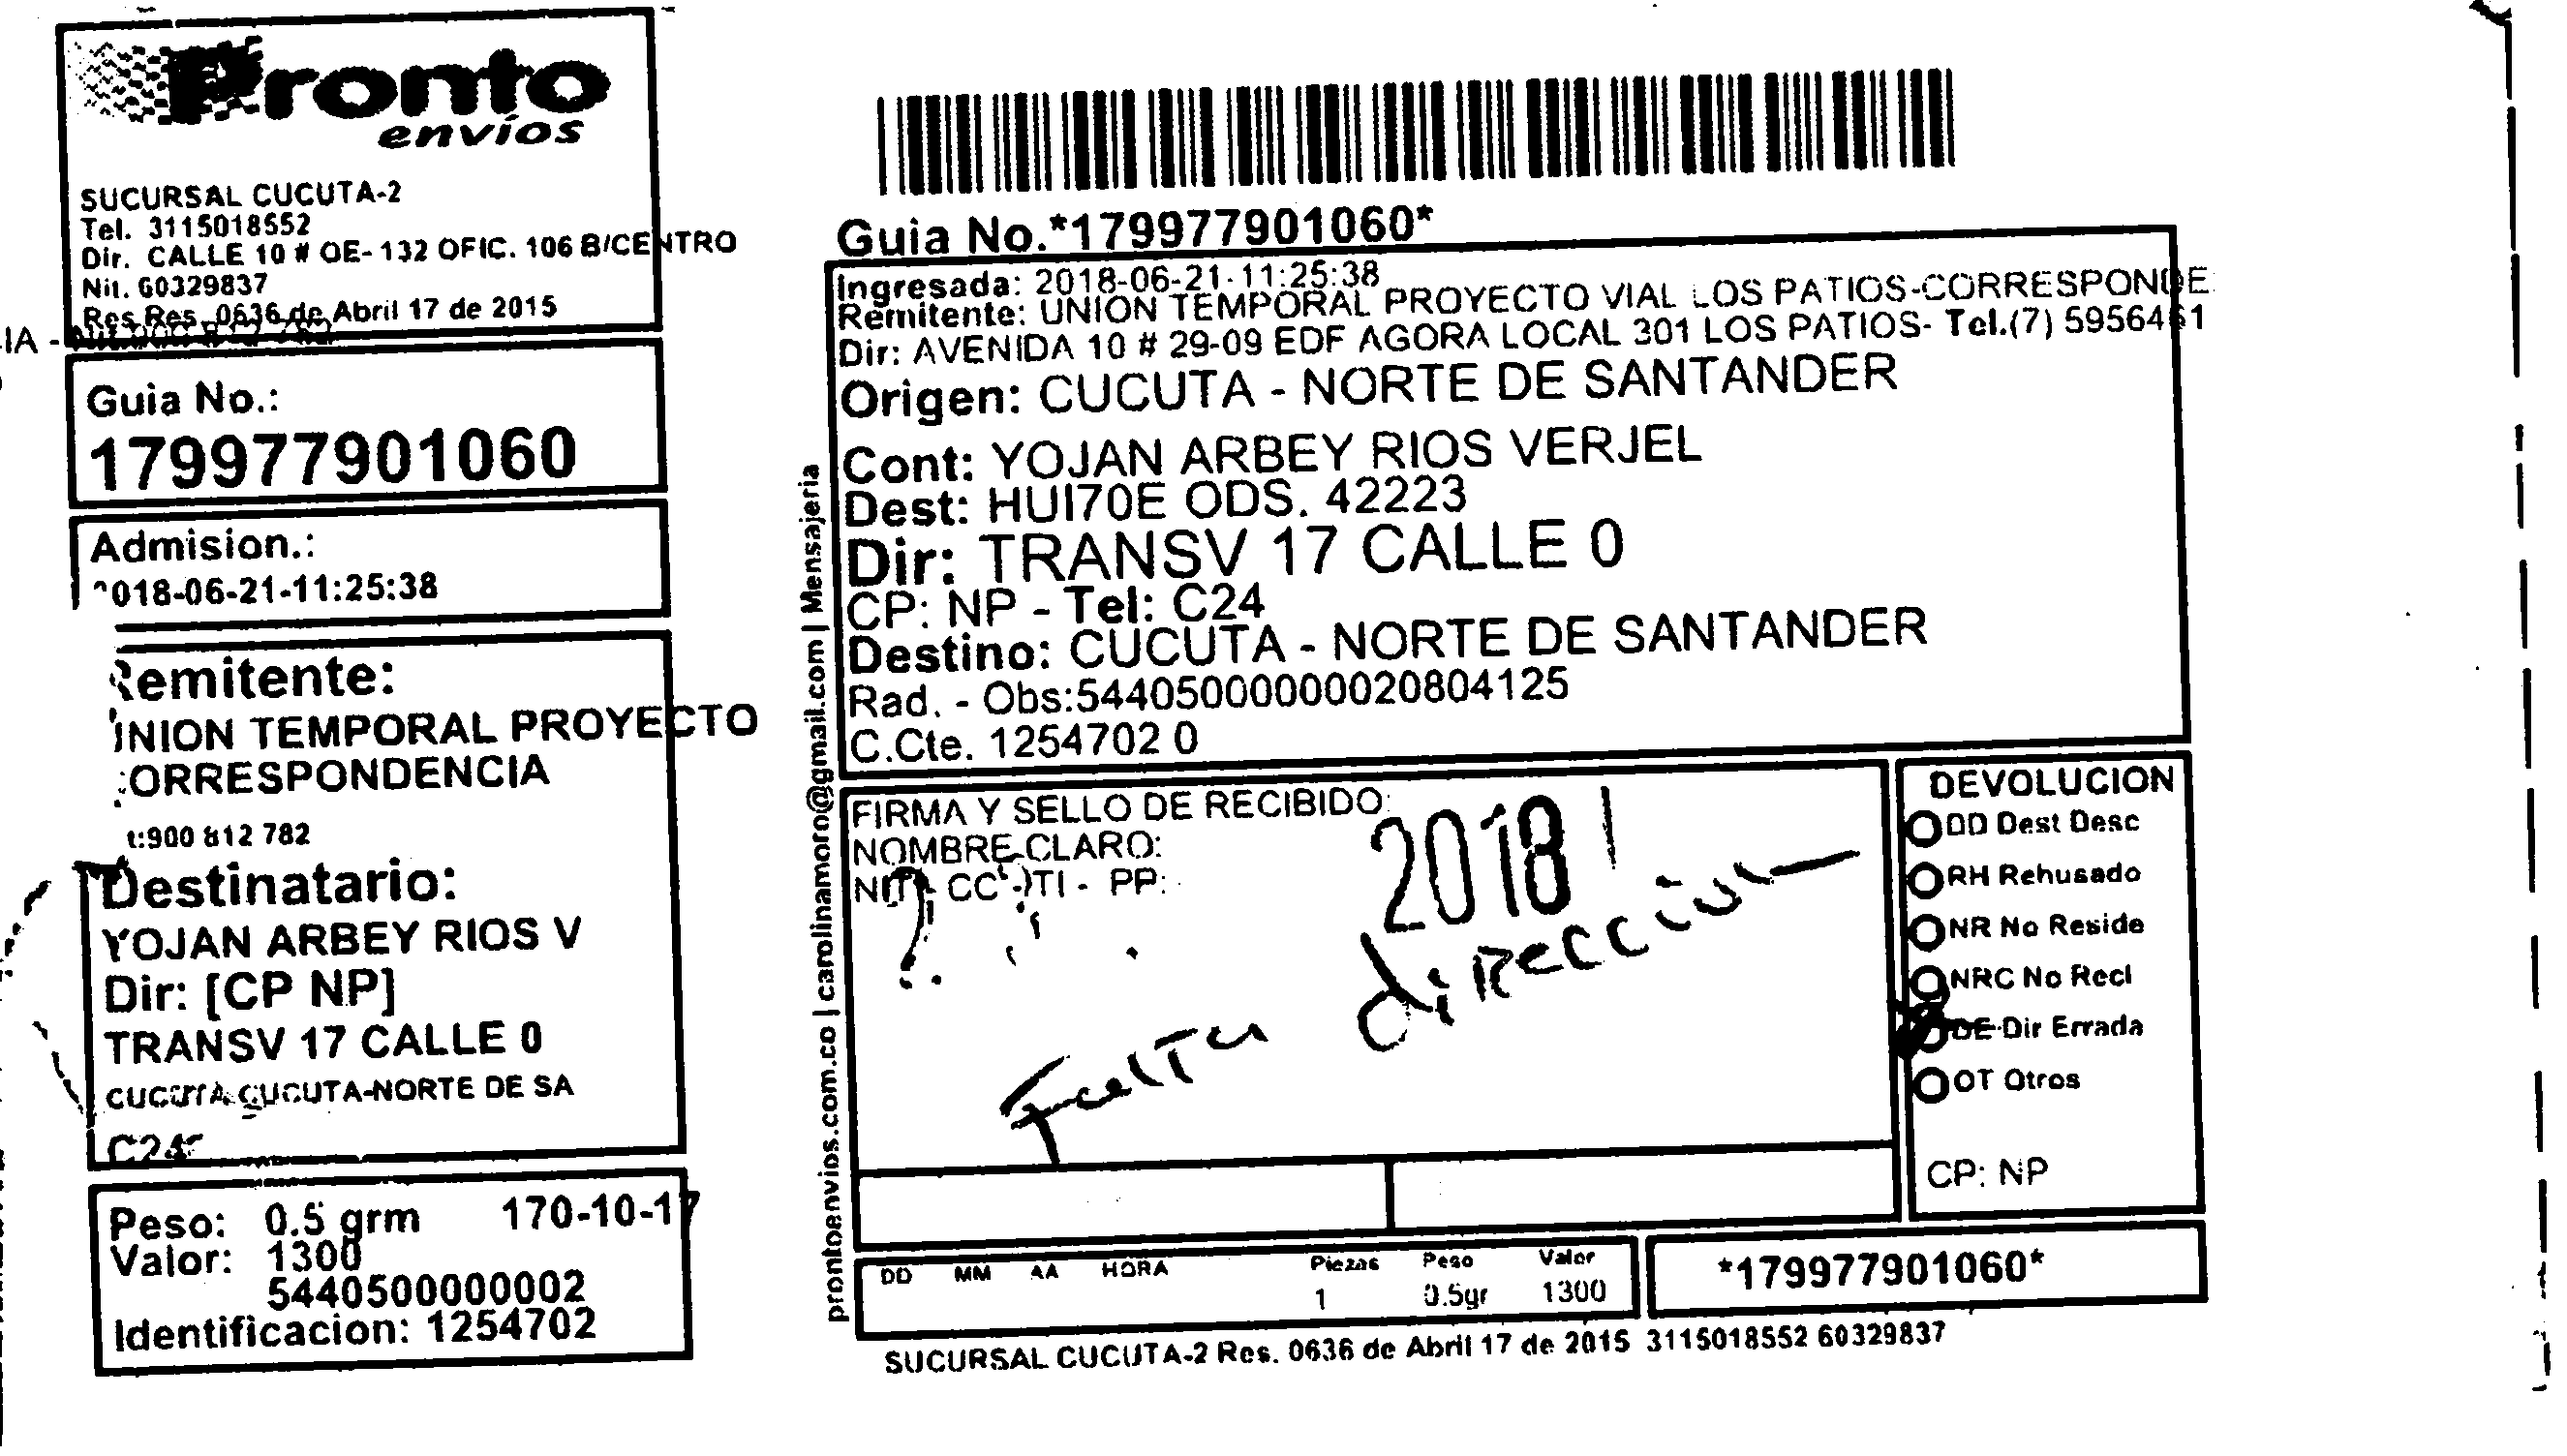 Pronto
envíos
SUCURSAL CUCUTA-2
Tel. 3115018552
Dir. CALLE 10 # OE-132 OFIC. 106 B/CENTRO
Nit. 60329837
Res Res. 0636 de Abril 17 de 2015
IA -
Guia No.:
179977901060
Admision.:
018-06-21-11:25:38
Remitente:
UNION TEMPORAL PROYECTO
CORRESPONDENCIA
t:900 812 782
Destinatario:
YOJAN ARBEY RIOS V
Dir: [CP NP]
TRANSV 17 CALLE 0
CUCUTA-CUCUTA-NORTE DE SA
C24
Peso: 0.5 grm 170-10-17
Valor: 1300
5440500000002
Identificacion: 1254702
prontoenvios.com.co | carolinamoro@gmail.com | Mensajeria
Guia No.*179977901060*
Ingresada: 2018-06-21-11:25:38
Remitente: UNION TEMPORAL PROYECTO VIAL LOS PATIOS-CORRESPONDE
Dir: AVENIDA 10 # 29-09 EDF AGORA LOCAL 301 LOS PATIOS- Tel.(7) 5956461
Origen: CUCUTA - NORTE DE SANTANDER
Cont: YOJAN ARBEY RIOS VERJEL
Dest: HUI70E ODS. 42223
Dir: TRANSV 17 CALLE 0
CP: NP - Tel: C24
Destino: CUCUTA - NORTE DE SANTANDER
Rad. - Obs:544050000000020804125
C.Cte. 1254702 0
FIRMA Y SELLO DE RECIBIDO:
NOMBRE CLARO:
NIT - CC - TI - PP:
2018
Falta dirección
DEVOLUCION
DD Dest Desc
RH Rehusado
NR No Reside
NRC No Recl
DE Dir Errada
OT Otros
CP: NP
DD MM AA HORA Piezas Peso Valor
1 0.5gr 1300
*179977901060*
SUCURSAL CUCUTA-2 Res. 0636 de Abril 17 de 2015 3115018552 60329837